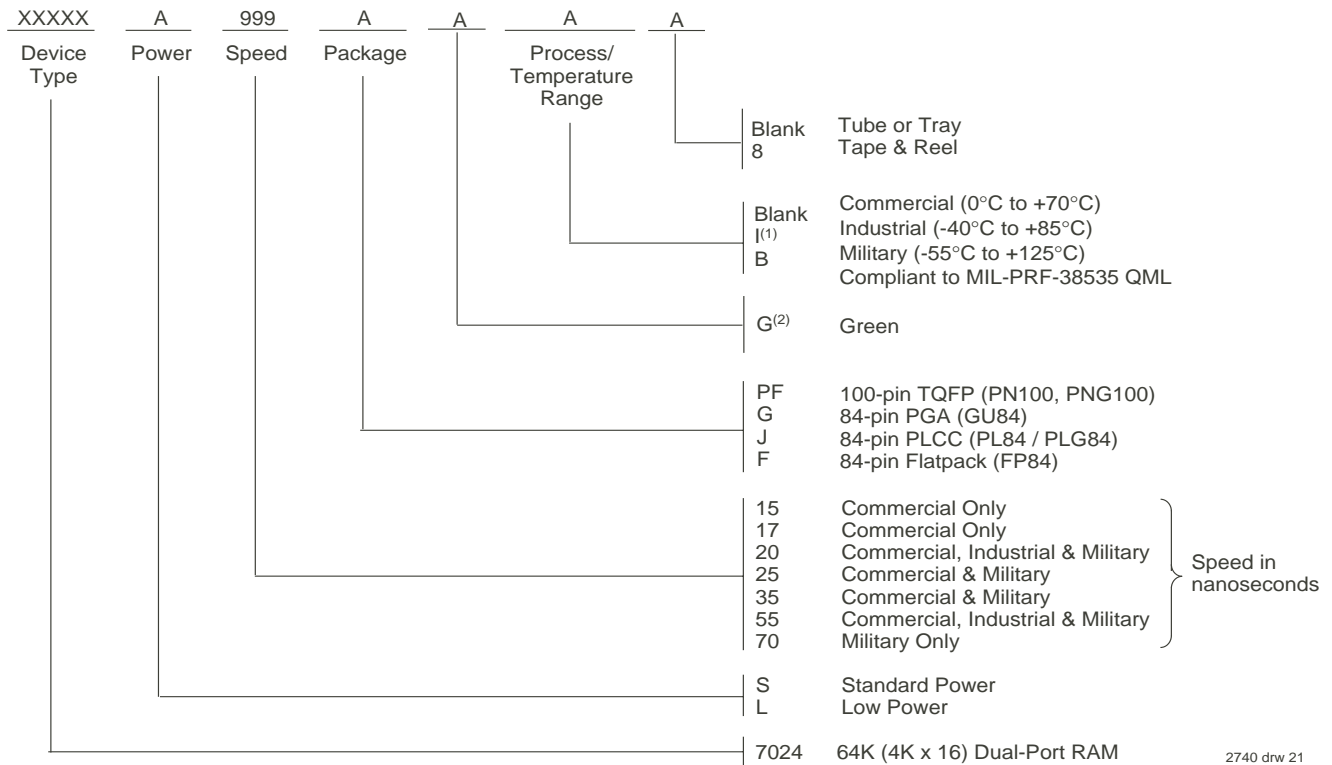 XXXXX A 999 A A A A
Device Type Power Speed Package Process/ Temperature Range
Blank Tube or Tray
8 Tape & Reel
Blank Commercial (0°C to +70°C)
I(1) Industrial (-40°C to +85°C)
B Military (-55°C to +125°C)
Compliant to MIL-PRF-38535 QML
G(2) Green
PF 100-pin TQFP (PN100, PNG100)
G 84-pin PGA (GU84)
J 84-pin PLCC (PL84 / PLG84)
F 84-pin Flatpack (FP84)
15 Commercial Only
17 Commercial Only
20 Commercial, Industrial & Military
25 Commercial & Military
35 Commercial & Military
55 Commercial, Industrial & Military
70 Military Only
Speed in
nanoseconds
S Standard Power
L Low Power
7024 64K (4K x 16) Dual-Port RAM
2740 drw 21